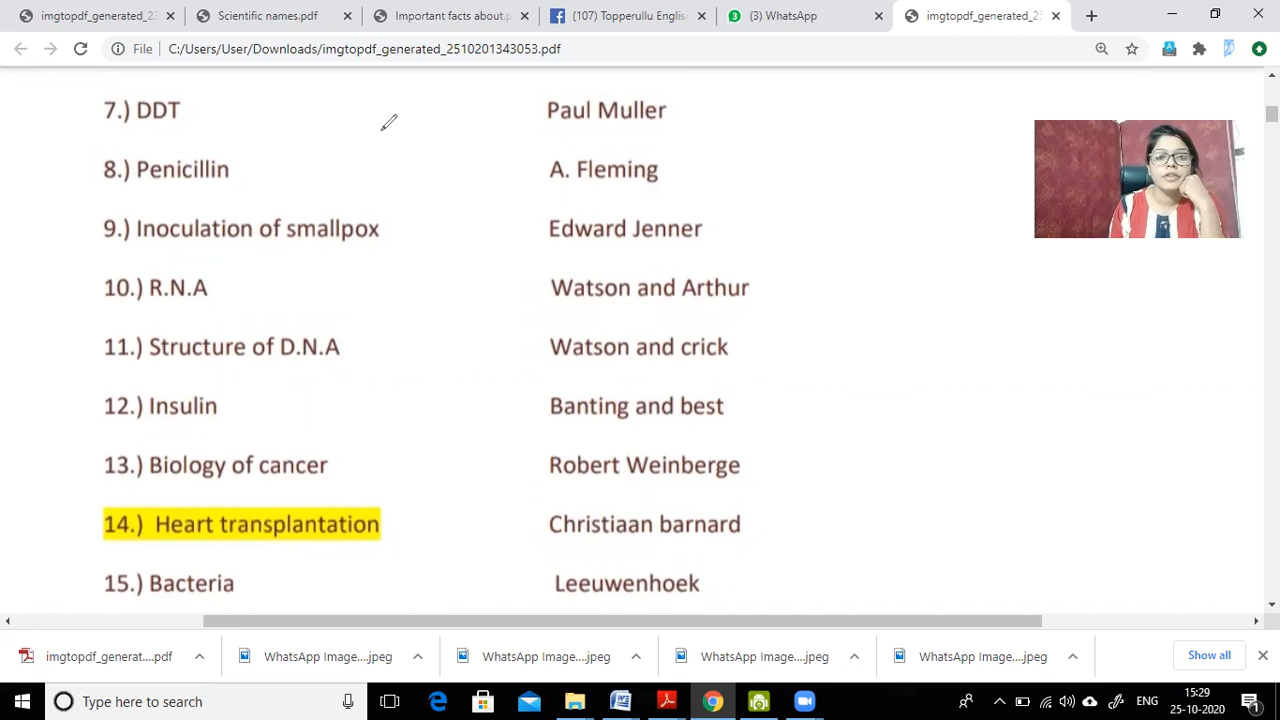 imgtopdf_generated_23
Scientific names.pdf
Important facts about.p
(107) Topperullu Englis
(3) WhatsApp
imgtopdf_generated_25
File
C:/Users/User/Downloads/imgtopdf_generated_2510201343053.pdf
7.) DDT Paul Muller
8.) Penicillin A. Fleming
9.) Inoculation of smallpox Edward Jenner
10.) R.N.A Watson and Arthur
11.) Structure of D.N.A Watson and crick
12.) Insulin Banting and best
13.) Biology of cancer Robert Weinberge
14.) Heart transplantation Christiaan barnard
15.) Bacteria Leeuwenhoek
imgtopdf_generat....pdf WhatsApp Image....jpeg WhatsApp Image....jpeg WhatsApp Image....jpeg WhatsApp Image....jpeg Show all
Type here to search
ENG
15:29
25-10-2020